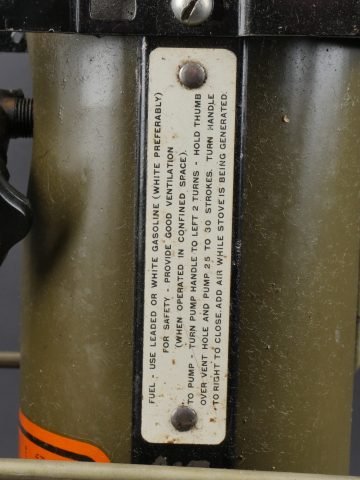 FUEL - USE LEADED OR WHITE GASOLINE (WHITE PREFERABLY)
FOR SAFETY - PROVIDE GOOD VENTILATION
(WHEN OPERATED IN CONFINED SPACE).
TO PUMP - TURN PUMP HANDLE TO LEFT 2 TURNS - HOLD THUMB
OVER VENT HOLE AND PUMP 25 TO 30 STROKES. TURN HANDLE
TO RIGHT TO CLOSE. ADD AIR WHILE STOVE IS BEING GENERATED.